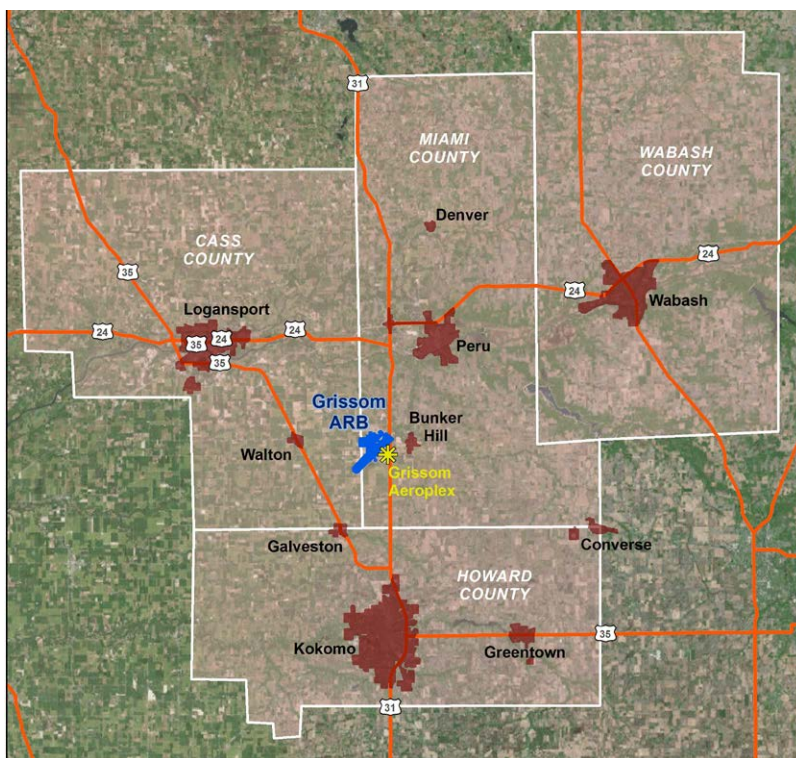 31
MIAMI
COUNTY
WABASH
COUNTY
Denver
CASS
COUNTY
35
24
24
Logansport
Wabash
24
35
24
24
35
Peru
Grissom
ARB
Bunker
Hill
Walton
Grissom
Aeroplex
Galveston
Converse
HOWARD
COUNTY
Kokomo
Greentown
35
31